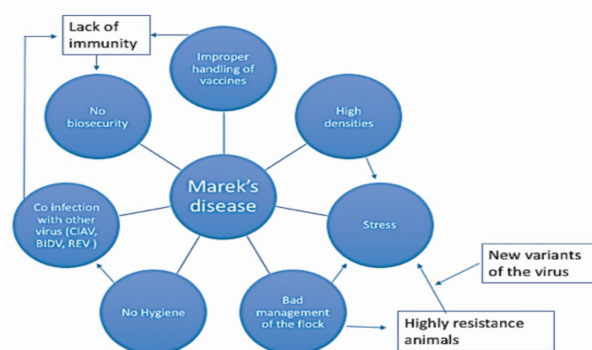 Lack of
immunity
Improper
handling of
vaccines
No
biosecurity
High
densities
Marek's
disease
Co infection
with other
virus (CIAV,
BIDV, REV )
Stress
New variants
of the virus
No Hygiene
Bad
management
of the flock
Highly resistance
animals